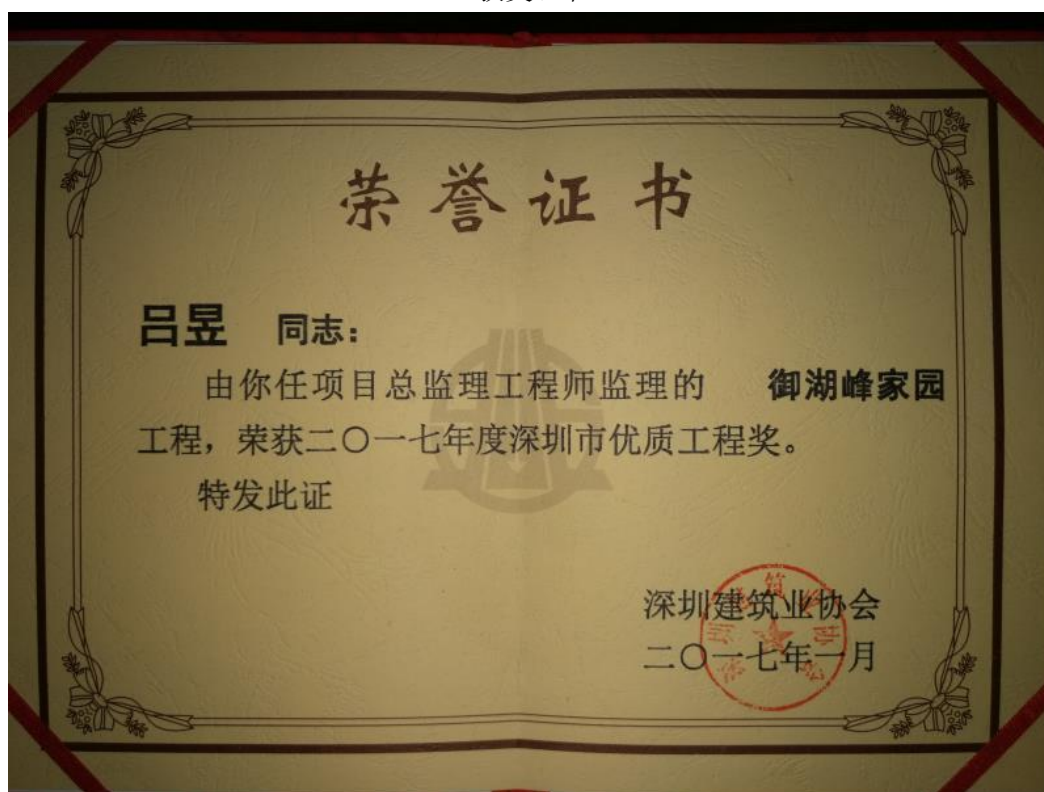 荣誉证书
吕昱 同志：
由你任项目总监理工程师监理的 御湖峰家园
工程，荣获二〇一七年度深圳市优质工程奖。
特发此证
深圳建筑业协会
二〇一七年一月